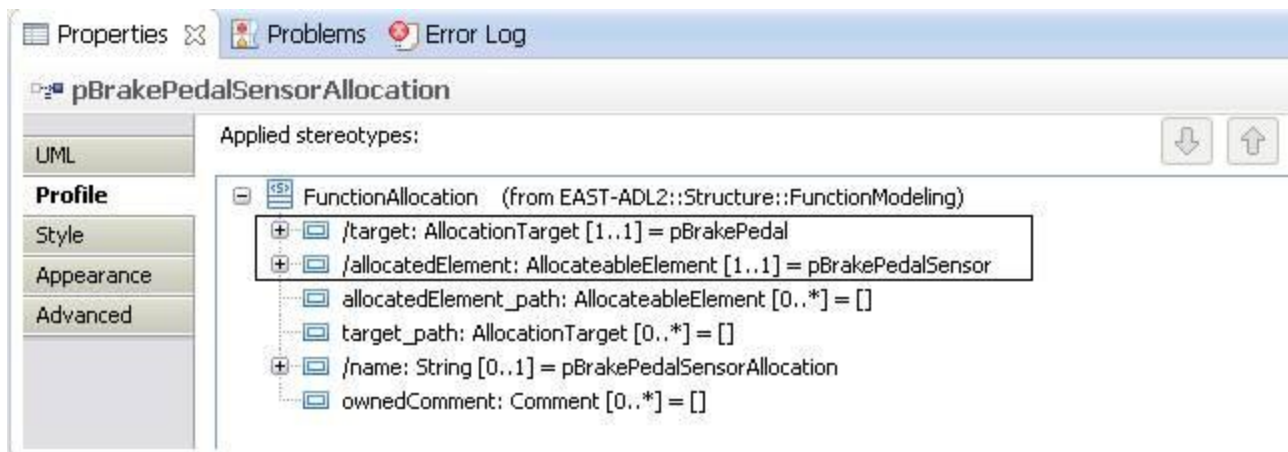 Properties Problems Error Log
pBrakePedalSensorAllocation
Applied stereotypes:
UML
Profile
Style
Appearance
Advanced
FunctionAllocation (from EAST-ADL2::Structure::FunctionModeling)
/target: AllocationTarget [1..1] = pBrakePedal
/allocatedElement: AllocateableElement [1..1] = pBrakePedalSensor
allocatedElement_path: AllocateableElement [0..*] = []
target_path: AllocationTarget [0..*] = []
/name: String [0..1] = pBrakePedalSensorAllocation
ownedComment: Comment [0..*] = []